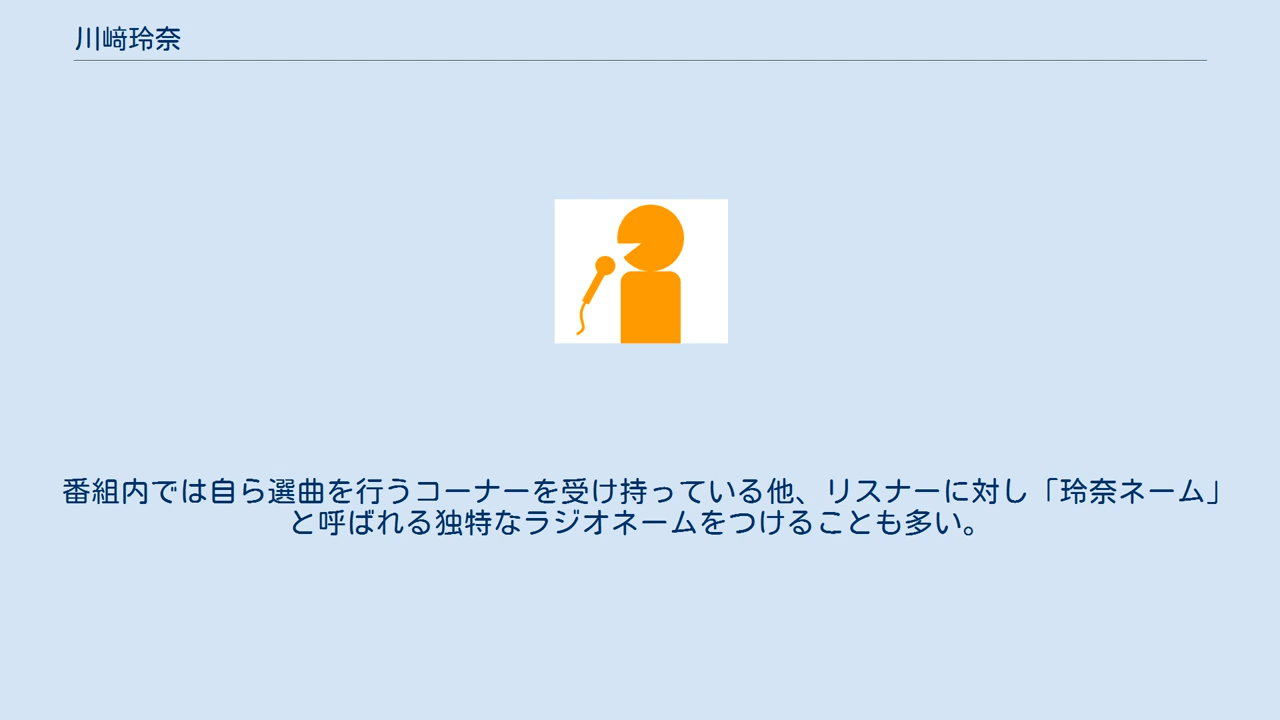 川﨑玲奈
番組内では自ら選曲を行うコーナーを受け持っている他、リスナーに対し「玲奈ネーム」
と呼ばれる独特なラジオネームをつけることも多い。